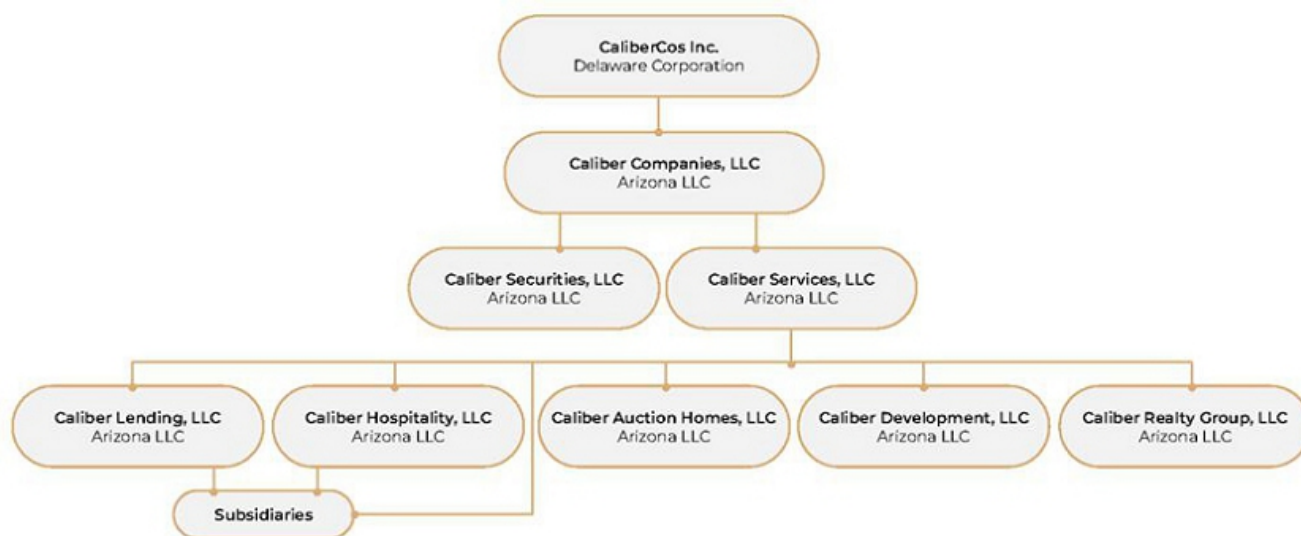 CaliberCos Inc.
Delaware Corporation
Caliber Companies, LLC
Arizona LLC
Caliber Securities, LLC
Arizona LLC
Caliber Services, LLC
Arizona LLC
Caliber Lending, LLC
Arizona LLC
Caliber Hospitality, LLC
Arizona LLC
Caliber Auction Homes, LLC
Arizona LLC
Caliber Development, LLC
Arizona LLC
Caliber Realty Group, LLC
Arizona LLC
Subsidiaries